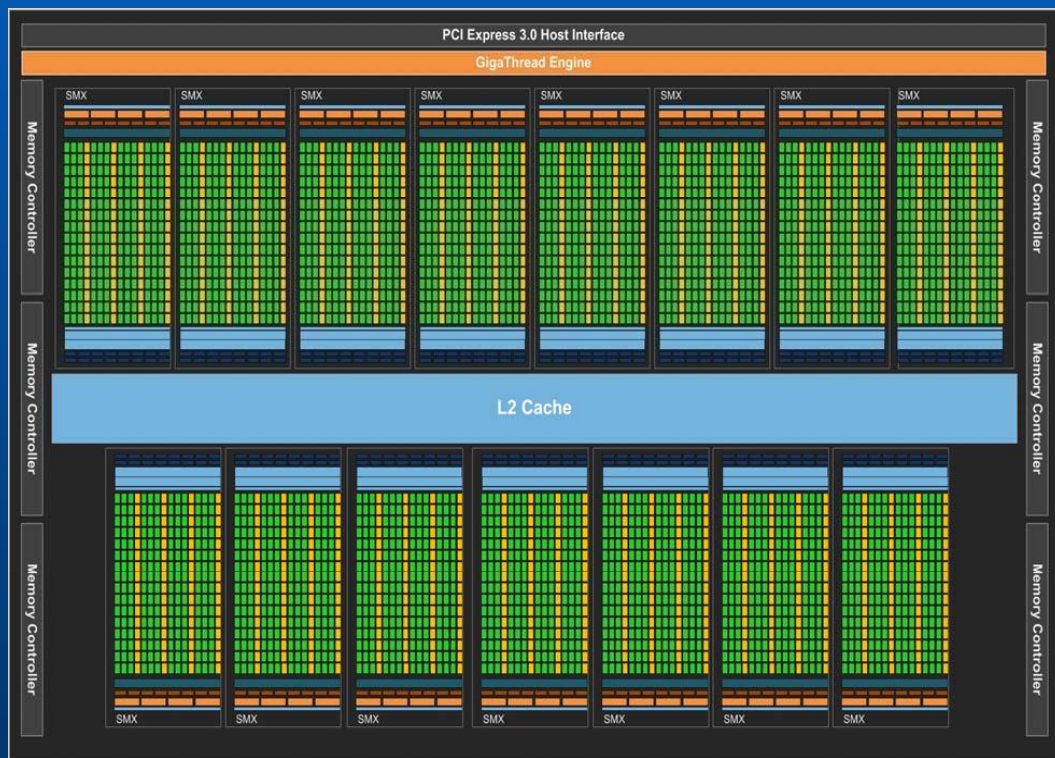 PCI Express 3.0 Host Interface
GigaThread Engine
SMX
SMX
SMX
SMX
SMX
SMX
SMX
SMX
Memory Controller
Memory Controller
Memory Controller
Memory Controller
L2 Cache
Memory Controller
Memory Controller
SMX
SMX
SMX
SMX
SMX
SMX
SMX